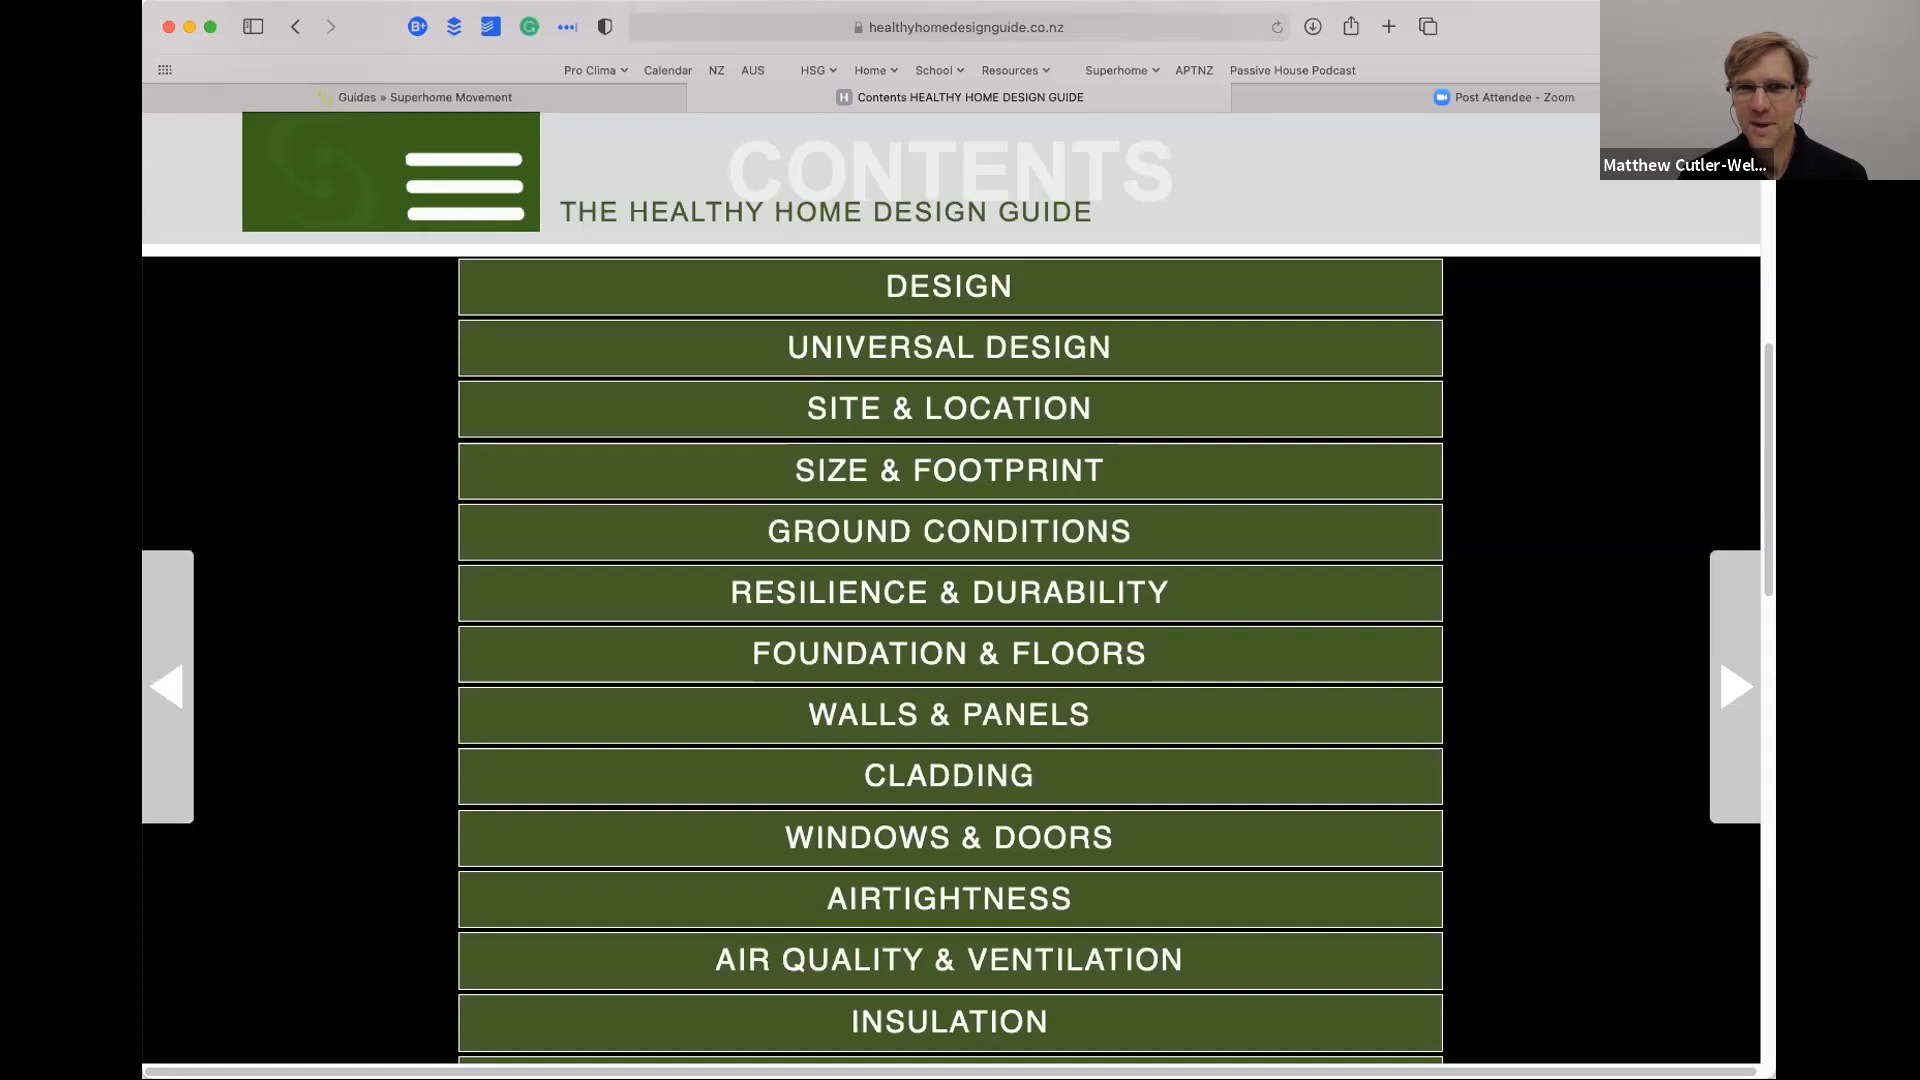 healthyhomedesignguide.co.nz
Pro Clima Calendar NZ AUS HSG Home School Resources Superhome APTNZ Passive House Podcast
Guides » Superhome Movement
H Contents HEALTHY HOME DESIGN GUIDE
Post Attendee - Zoom
Matthew Cutler-Wel...
CONTENTS
THE HEALTHY HOME DESIGN GUIDE
DESIGN
UNIVERSAL DESIGN
SITE & LOCATION
SIZE & FOOTPRINT
GROUND CONDITIONS
RESILIENCE & DURABILITY
FOUNDATION & FLOORS
WALLS & PANELS
CLADDING
WINDOWS & DOORS
AIRTIGHTNESS
AIR QUALITY & VENTILATION
INSULATION